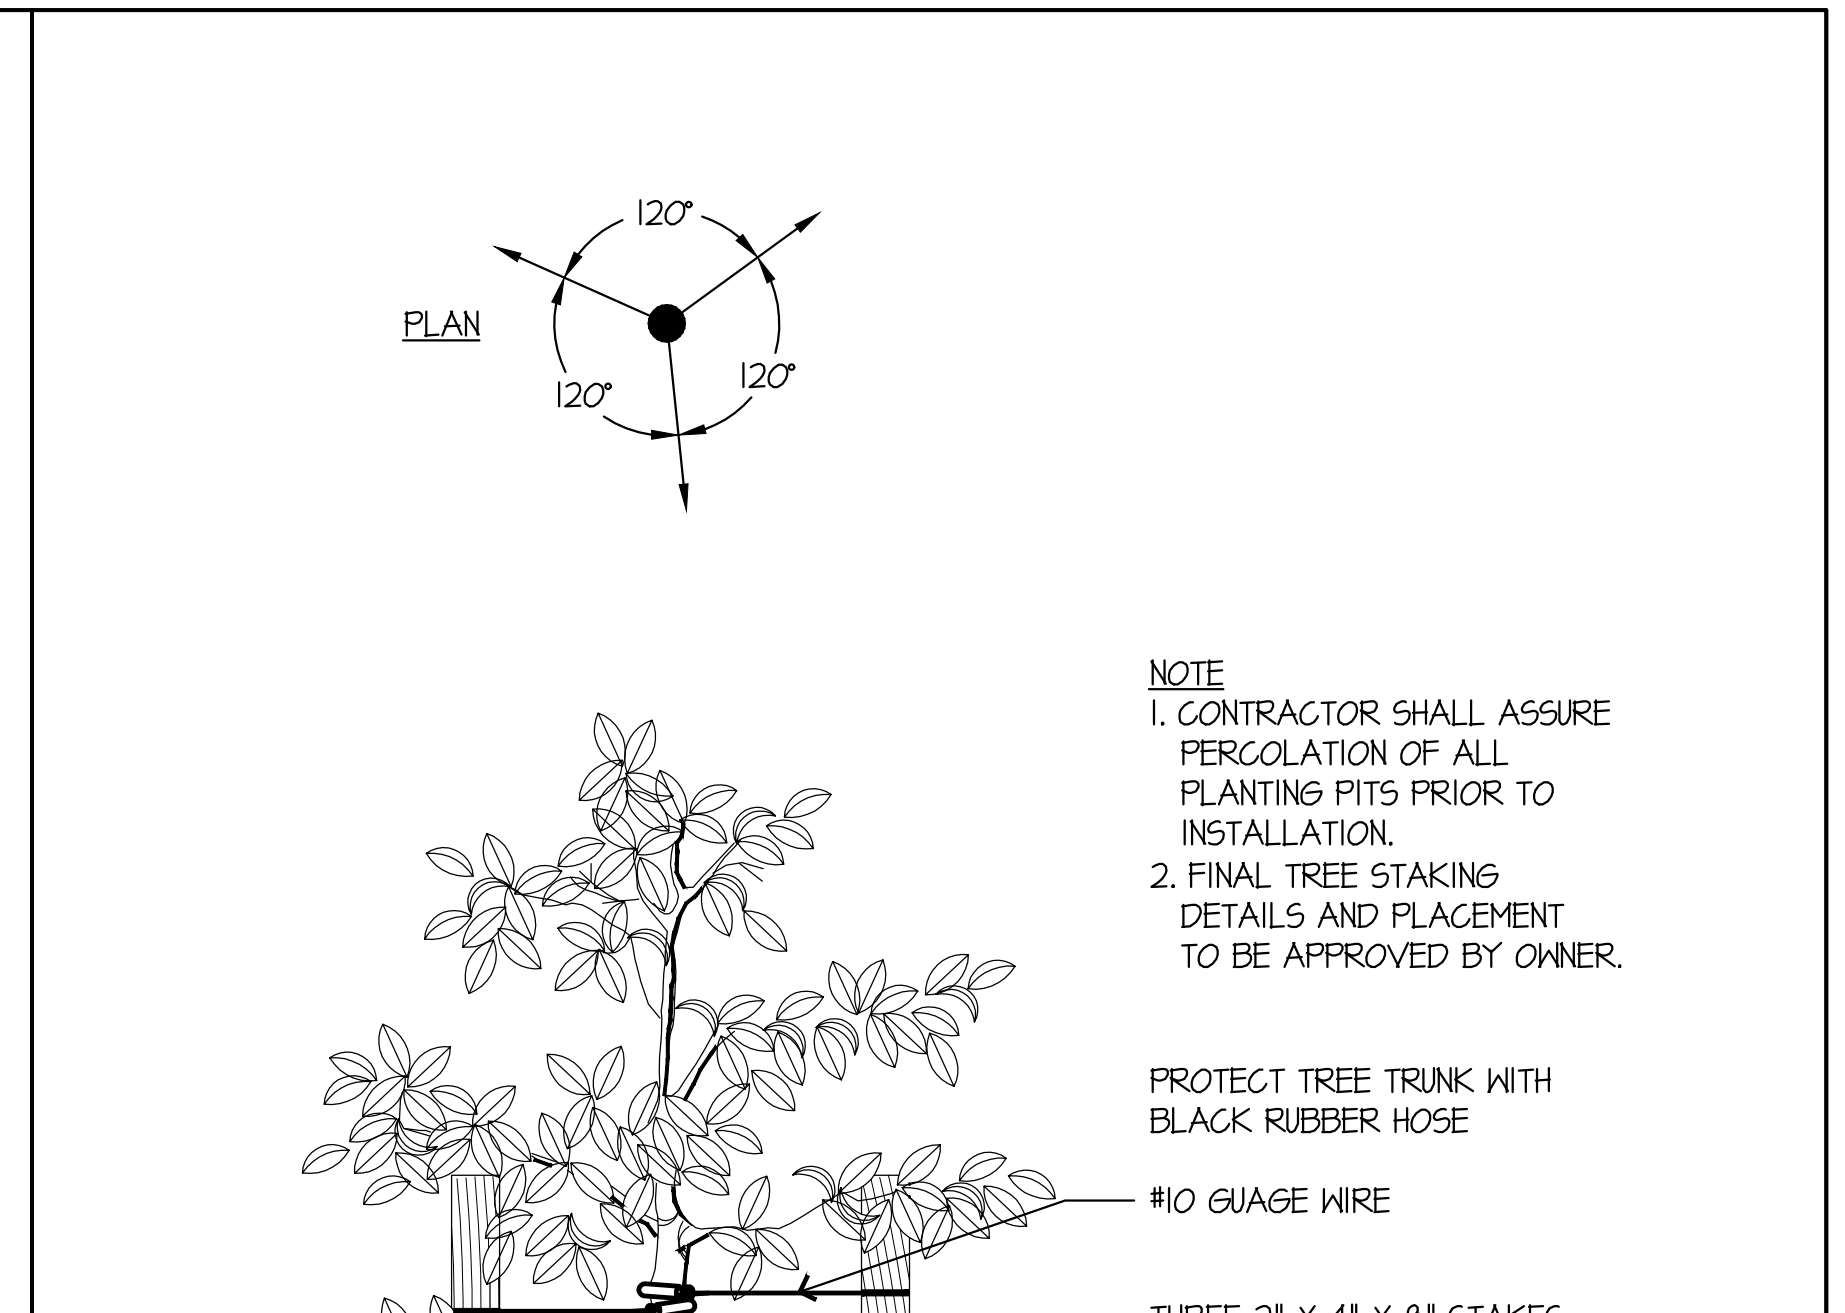 120°
PLAN
120°
120°
NOTE
1. CONTRACTOR SHALL ASSURE
PERCOLATION OF ALL
PLANTING PITS PRIOR TO
INSTALLATION.
2. FINAL TREE STAKING
DETAILS AND PLACEMENT
TO BE APPROVED BY OWNER.
PROTECT TREE TRUNK WITH
BLACK RUBBER HOSE
#10 GUAGE WIRE